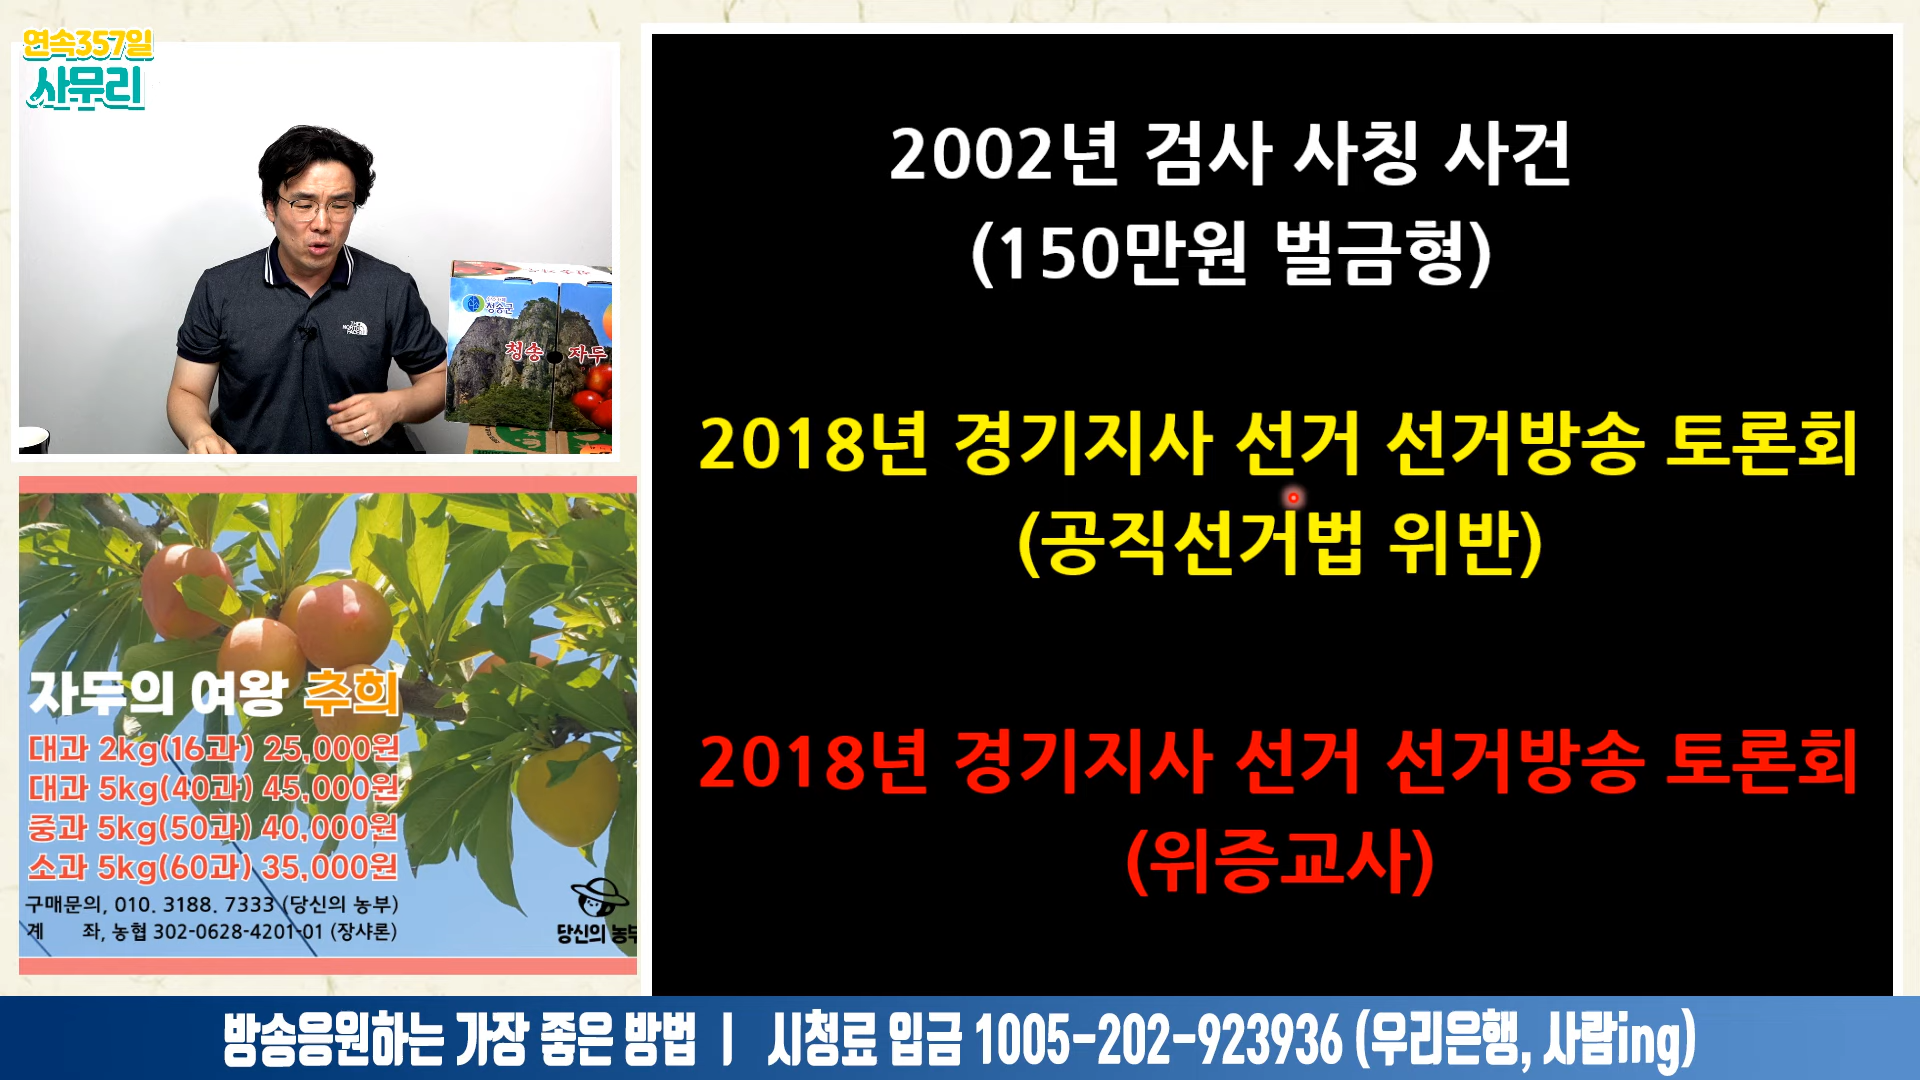 연속357일
사무리
THE NORTH FACE
청송군
청송 자두
2002년 검사 사칭 사건
(150만원 벌금형)
2018년 경기지사 선거 선거방송 토론회
(공직선거법 위반)
2018년 경기지사 선거 선거방송 토론회
(위증교사)
자두의 여왕 추희
대과 2kg(16과) 25,000원
대과 5kg(40과) 45,000원
중과 5kg(50과) 40,000원
소과 5kg(60과) 35,000원
구매문의, 010. 3188. 7333 (당신의 농부)
계 좌, 농협 302-0628-4201-01 (장샤론)
당신의 농부
방송응원하는 가장 좋은 방법 | 시청료 입금 1005-202-923936 (우리은행, 사람ing)